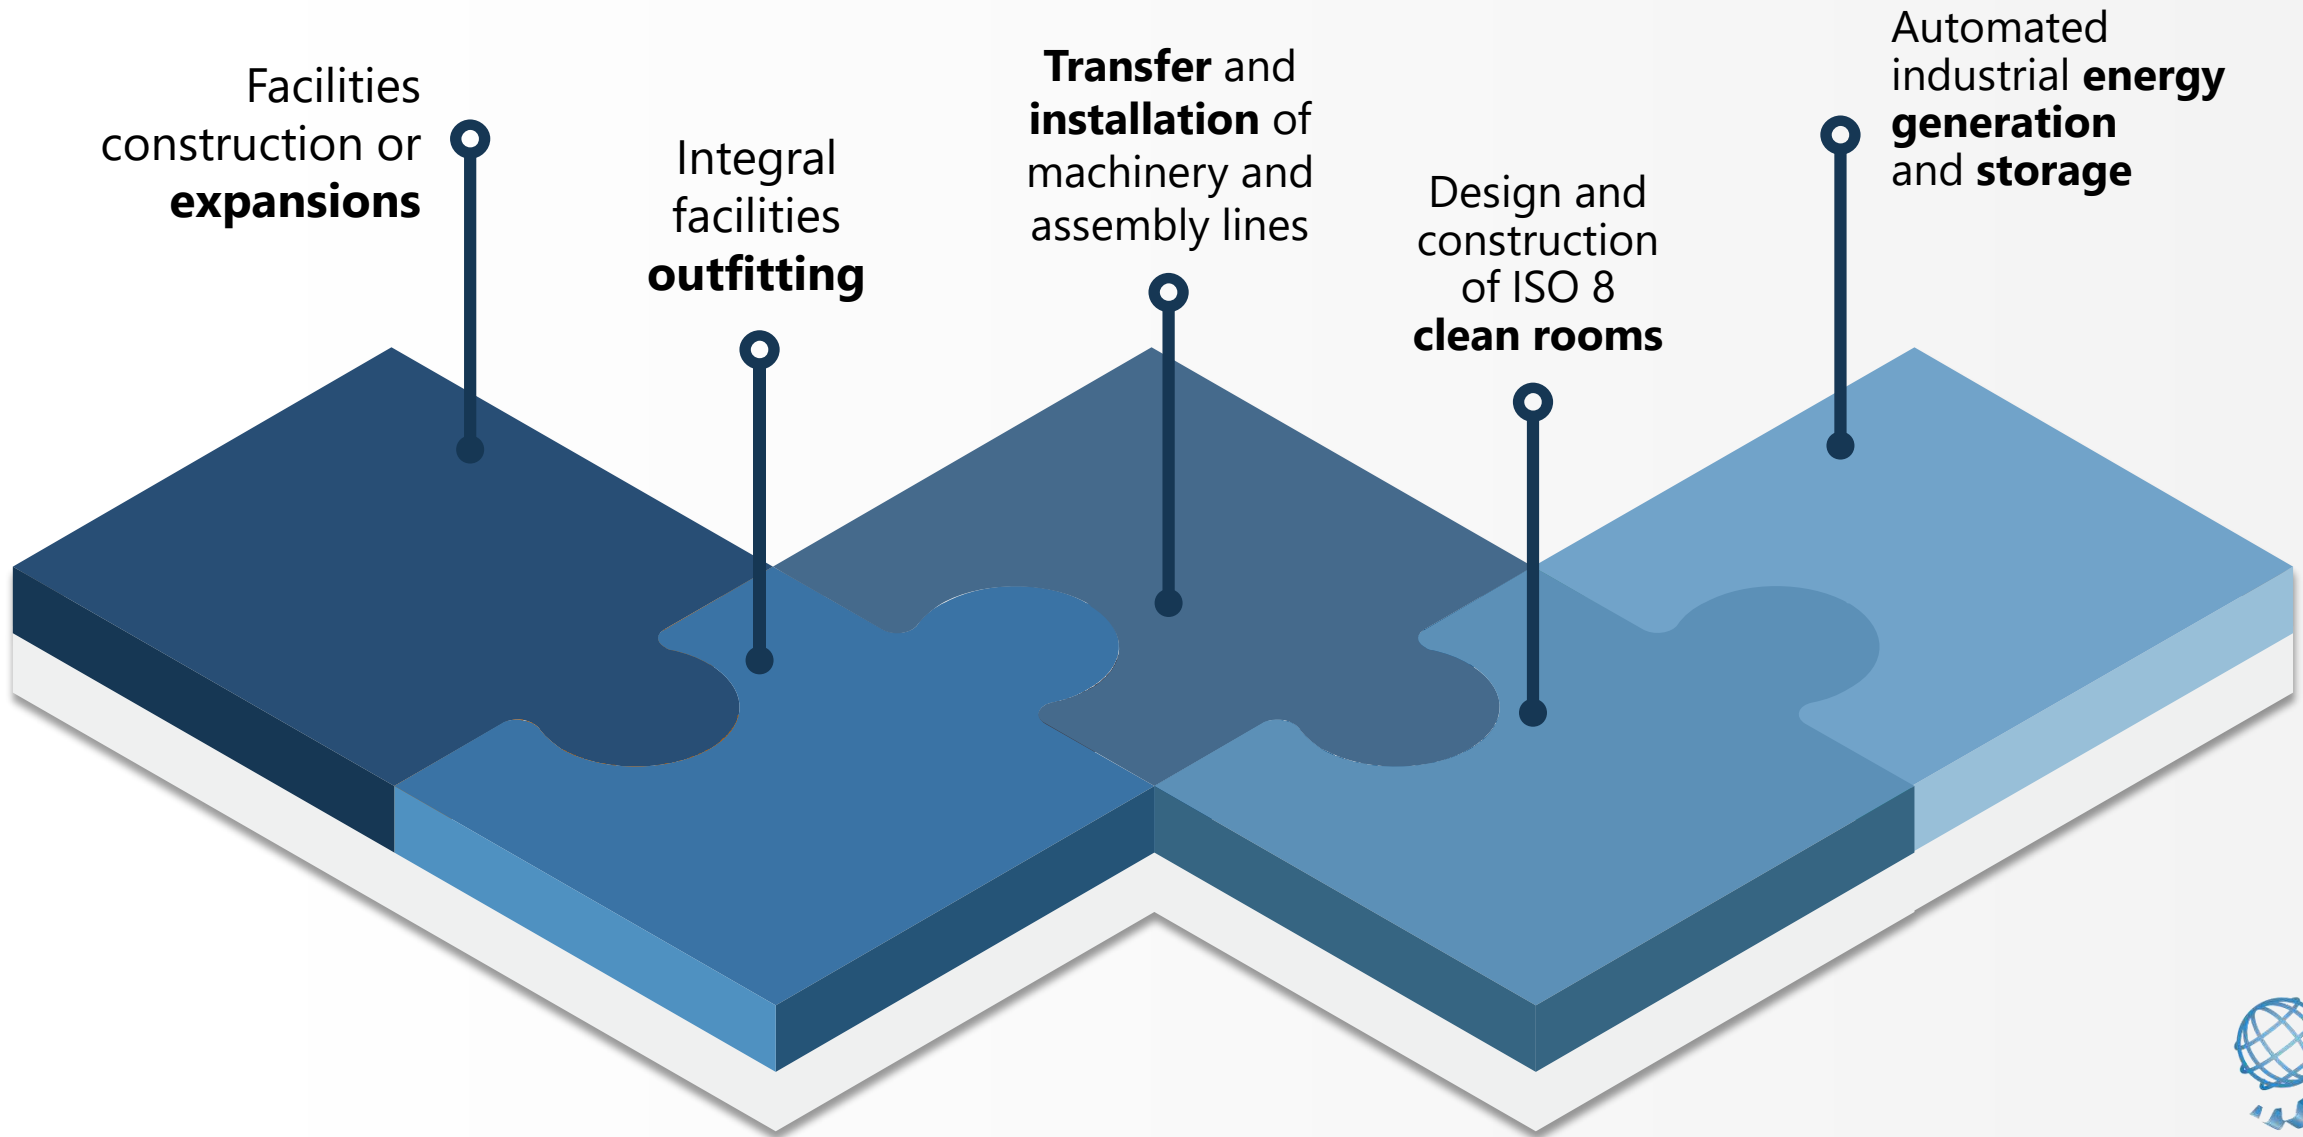 Facilities
construction or
expansions
Integral
facilities
outfitting
Transfer and
installation of
machinery and
assembly lines
Design and
construction
of ISO 8
clean rooms
Automated
industrial energy
generation
and storage